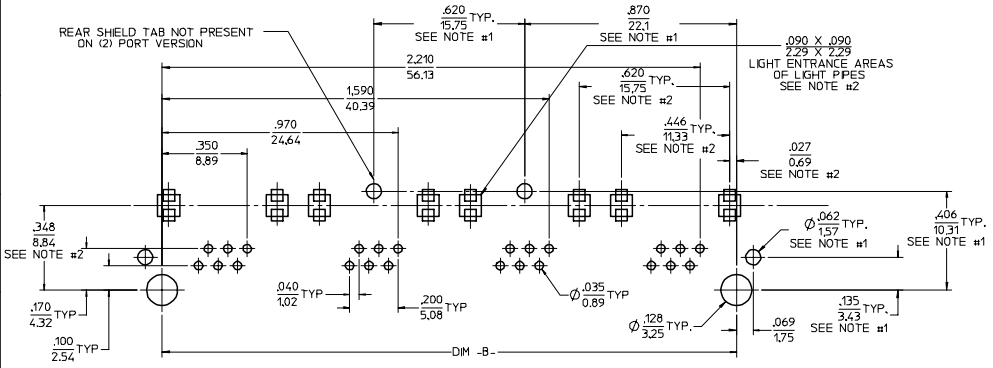 .620
15.75
TYP.
SEE NOTE #1
.870
22.1
SEE NOTE #1
REAR SHIELD TAB NOT PRESENT
ON (2) PORT VERSION
.090 X .090
2.29 X 2.29
LIGHT ENTRANCE AREAS
OF LIGHT PIPES
SEE NOTE #2
2,210
56.13
.620
15.75
TYP.
SEE NOTE #2
1,590
40.39
.446
11.33
TYP.
SEE NOTE #2
.970
24,64
.350
8,89
.027
0.69
SEE NOTE #2
.348
8.84
SEE NOTE #2
Ø .062
1,57
TYP.
SEE NOTE #1
.406
10.31
TYP.
SEE NOTE #1
.040
1.02
TYP
.200
5,08
TYP
Ø .035
0.89
TYP
.170
4.32
TYP
.100
2.54
TYP
Ø .128
3.25
TYP.
.069
1.75
.135
3.43
TYP.
SEE NOTE #1
DIM -B-